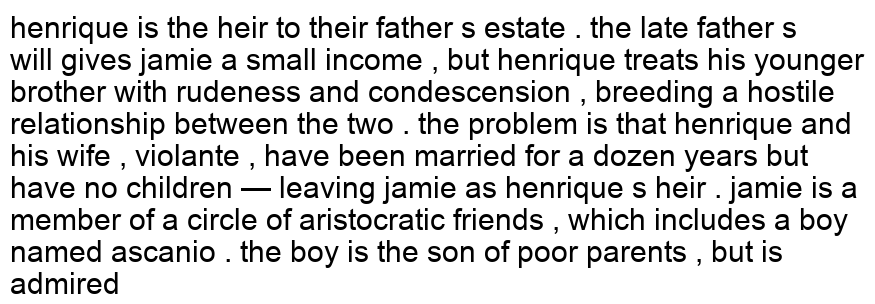 henrique is the heir to their father s estate . the late father s
will gives jamie a small income , but henrique treats his younger
brother with rudeness and condescension , breeding a hostile
relationship between the two . the problem is that henrique and
his wife , violante , have been married for a dozen years but
have no children — leaving jamie as henrique s heir . jamie is a
member of a circle of aristocratic friends , which includes a boy
named ascanio . the boy is the son of poor parents , but is
admired